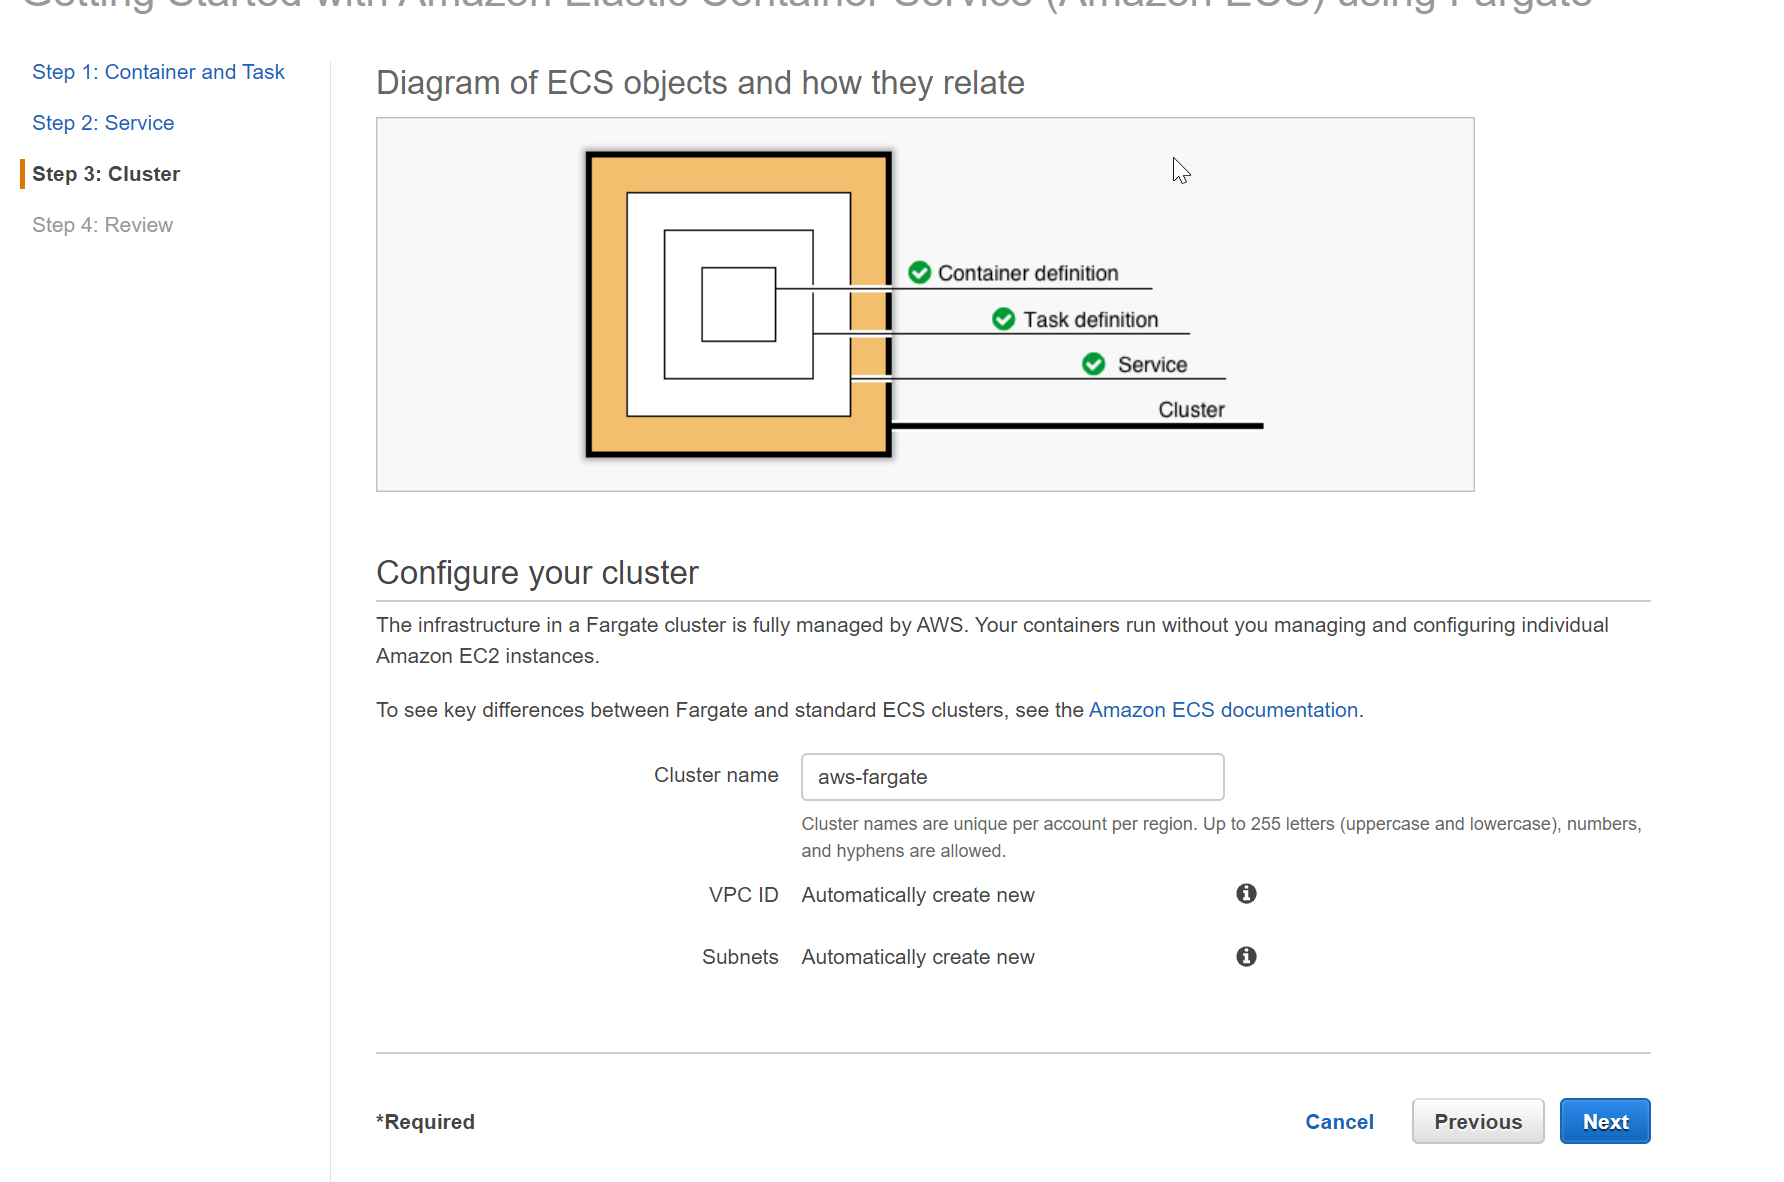 Getting Started with Amazon Elastic Container Service (Amazon ECS) using Fargate
Step 1: Container and Task
Step 2: Service
Step 3: Cluster
Step 4: Review
Diagram of ECS objects and how they relate
Container definition
Task definition
Service
Cluster
Configure your cluster
The infrastructure in a Fargate cluster is fully managed by AWS. Your containers run without you managing and configuring individual
Amazon EC2 instances.
To see key differences between Fargate and standard ECS clusters, see the Amazon ECS documentation.
Cluster name
aws-fargate
Cluster names are unique per account per region. Up to 255 letters (uppercase and lowercase), numbers,
and hyphens are allowed.
VPC ID Automatically create new
Subnets Automatically create new
*Required
Cancel
Previous
Next